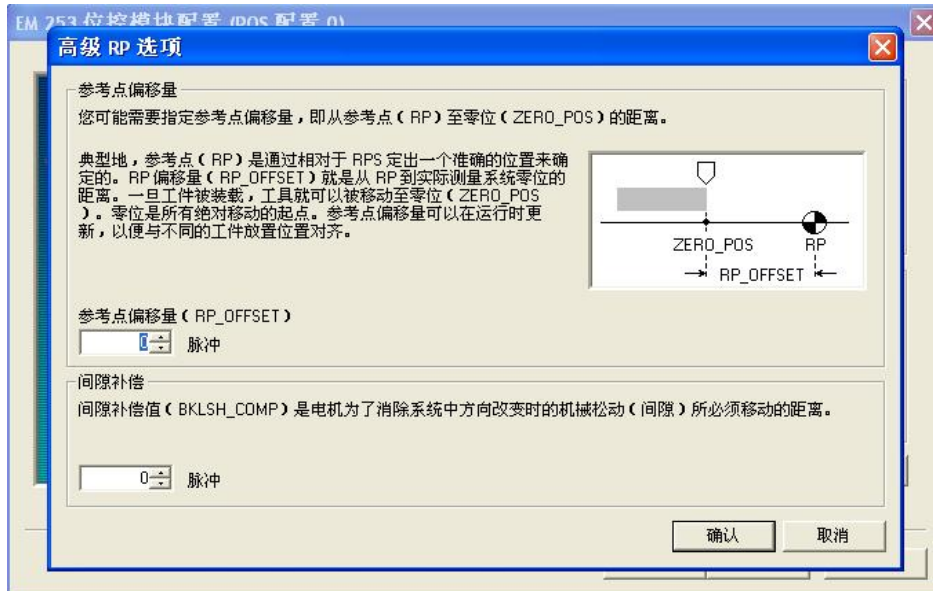 EM 253 位控模块配置 (POS 配置 0)
高级 RP 选项
参考点偏移量
您可能需要指定参考点偏移量，即从参考点（RP）至零位（ZERO_POS）的距离。
典型地，参考点（RP）是通过相对于 RPS 定出一个准确的位置来确
定的。RP 偏移量（RP_OFFSET）就是从 RP 到实际测量系统零位的
距离。一旦工件被装载，工具就可以被移动至零位（ZERO_POS
）。零位是所有绝对移动的起点。参考点偏移量可以在运行时更
新，以便与不同的工件放置位置对齐。
ZERO_POS RP
RP_OFFSET
参考点偏移量（RP_OFFSET）
0 脉冲
间隙补偿
间隙补偿值（BKLSH_COMP）是电机为了消除系统中方向改变时的机械松动（间隙）所必须移动的距离。
0 脉冲
确认 取消